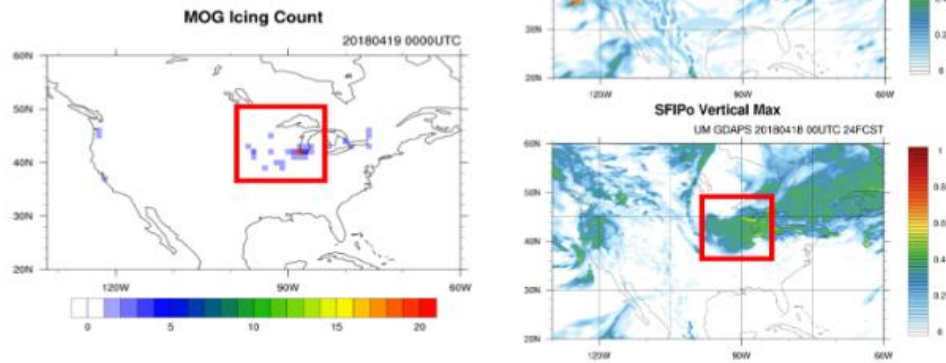 MOG Icing Count
20180419 0000UTC
60N
50N
40N
30N
20N
120W
90W
60W
0
5
10
15
20
30N
20N
120W
90W
60W
0.2
0
SFIPo Vertical Max
UM GDAPS 20180418 00UTC 24FCST
60N
50N
40N
30N
20N
120W
90W
60W
1
0.8
0.6
0.4
0.2
0